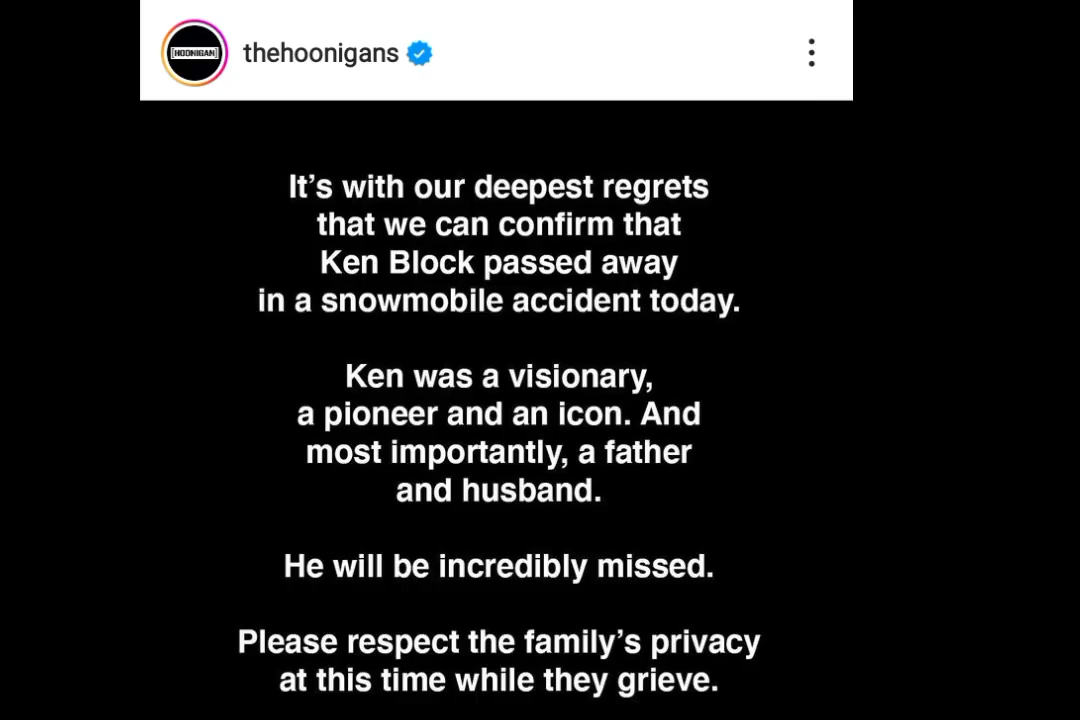 [HOONIGAN]
thehoonigans
It’s with our deepest regrets
that we can confirm that
Ken Block passed away
in a snowmobile accident today.
Ken was a visionary,
a pioneer and an icon. And
most importantly, a father
and husband.
He will be incredibly missed.
Please respect the family’s privacy
at this time while they grieve.